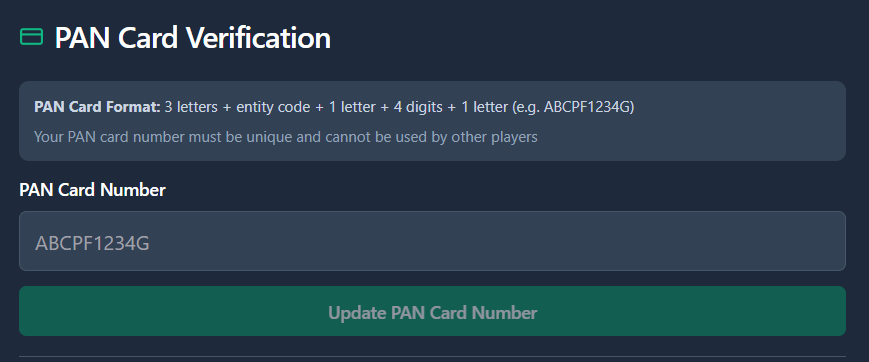 PAN Card Verification
PAN Card Format: 3 letters + entity code + 1 letter + 4 digits + 1 letter (e.g. ABCPF1234G)
Your PAN card number must be unique and cannot be used by other players
PAN Card Number
ABCPF1234G
Update PAN Card Number